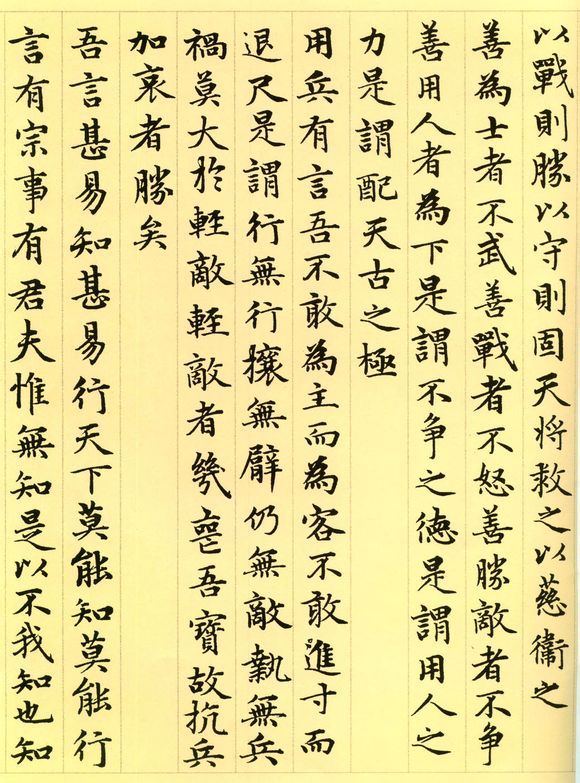 以戰則勝以守則固天將救之以慈衞之
善為士者不武善戰者不怒善勝敵者不争
善用人者為下是謂不争之德是謂用人之
力是謂配天古之極
用兵有言吾不敢為主而為客不敢進寸而
退尺是謂行無行攘無臂仍無敵執無兵
禍莫大於輕敵輕敵者幾喪吾寶故抗兵
加哀者勝矣
吾言甚易知甚易行天下莫能知莫能行
言有宗事有君夫惟無知是以不我知也知